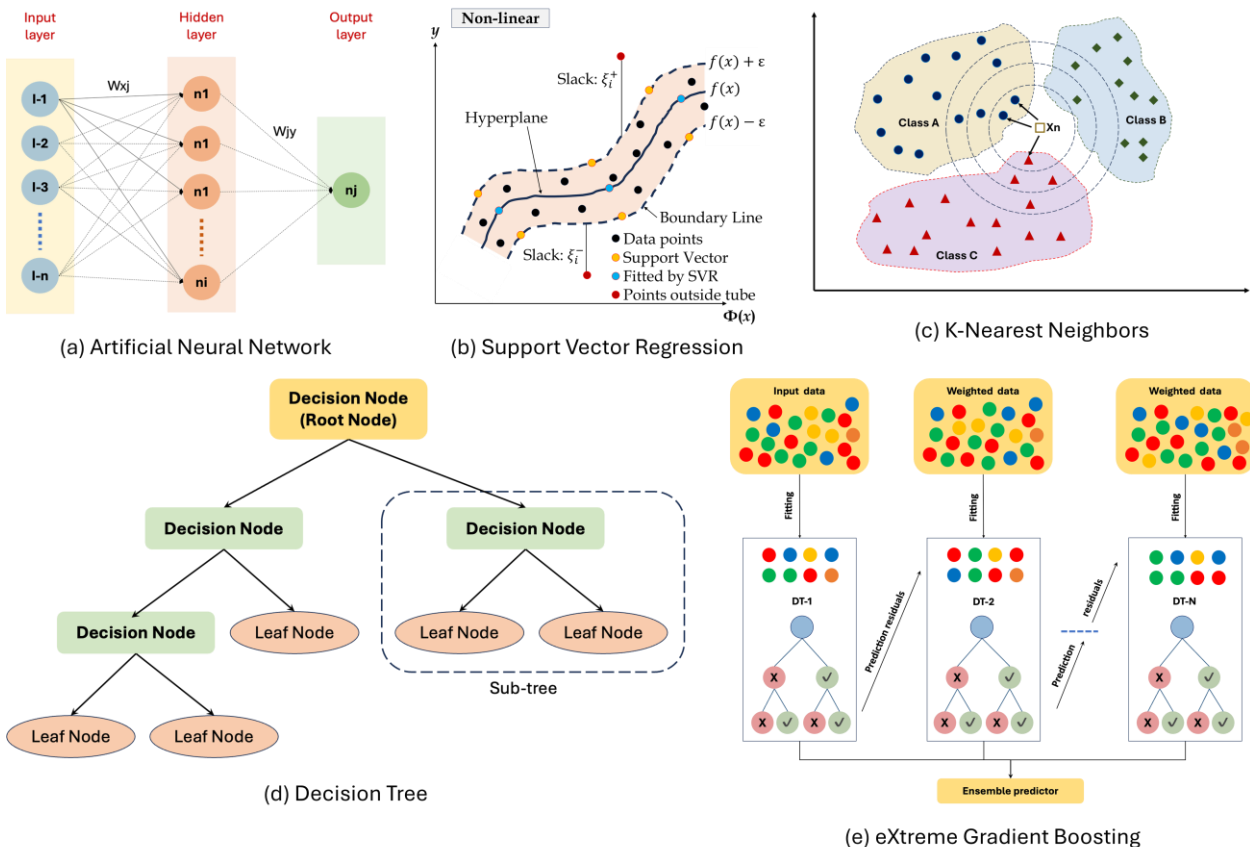 Input
layer
Hidden
layer
Output
layer
I-1
I-2
I-3
I-n
Wxj
n1
n1
n1
ni
Wjy
nj
(a) Artificial Neural Network
Non-linear
y
Slack: ξᵢ⁺
f(x) + ε
f(x)
f(x) − ε
Hyperplane
Boundary Line
Slack: ξᵢ⁻
Data points
Support Vector
Fitted by SVR
Points outside tube
Φ(x)
(b) Support Vector Regression
Class A
Xn
Class B
Class C
(c) K-Nearest Neighbors
Decision Node
(Root Node)
Decision Node
Decision Node
Decision Node
Leaf Node
Leaf Node
Leaf Node
Sub-tree
Leaf Node
Leaf Node
(d) Decision Tree
Input data
Weighted data
Weighted data
Fitting
Fitting
Fitting
DT-1
DT-2
DT-N
Prediction residuals
Prediction
residuals
X
✓
X
✓
X
✓
X
✓
X
✓
X
✓
X
✓
X
✓
X
✓
Ensemble predictor
(e) eXtreme Gradient Boosting